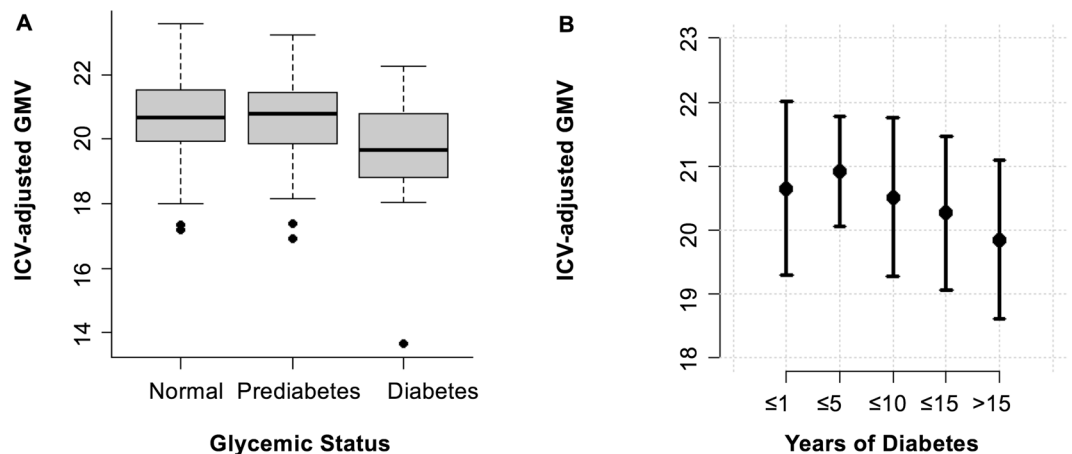 A
ICV-adjusted GMV
22
20
18
16
14
Normal Prediabetes Diabetes
Glycemic Status
B
ICV-adjusted GMV
23
22
21
20
19
18
≤1 ≤5 ≤10 ≤15 >15
Years of Diabetes